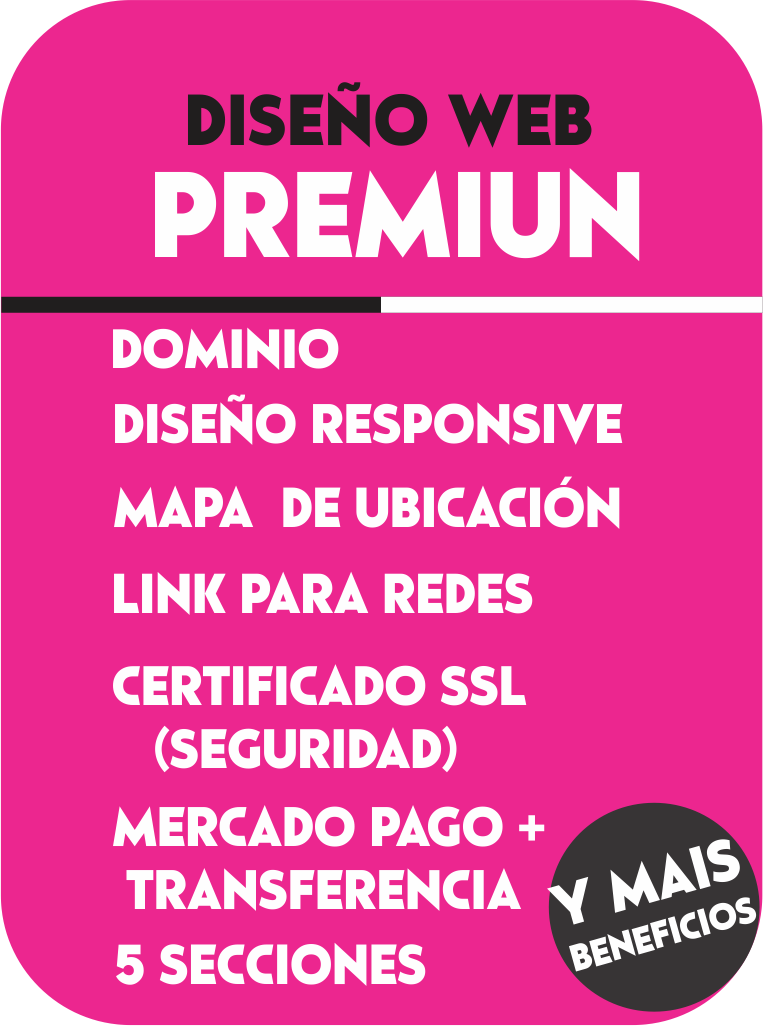 DISEÑO WEB
PREMIUN
DOMINIO
DISEÑO RESPONSIVE
MAPA DE UBICACIÓN
LINK PARA REDES
CERTIFICADO SSL
(SEGURIDAD)
MERCADO PAGO +
TRANSFERENCIA
5 SECCIONES
Y MAIS
BENEFICIOS